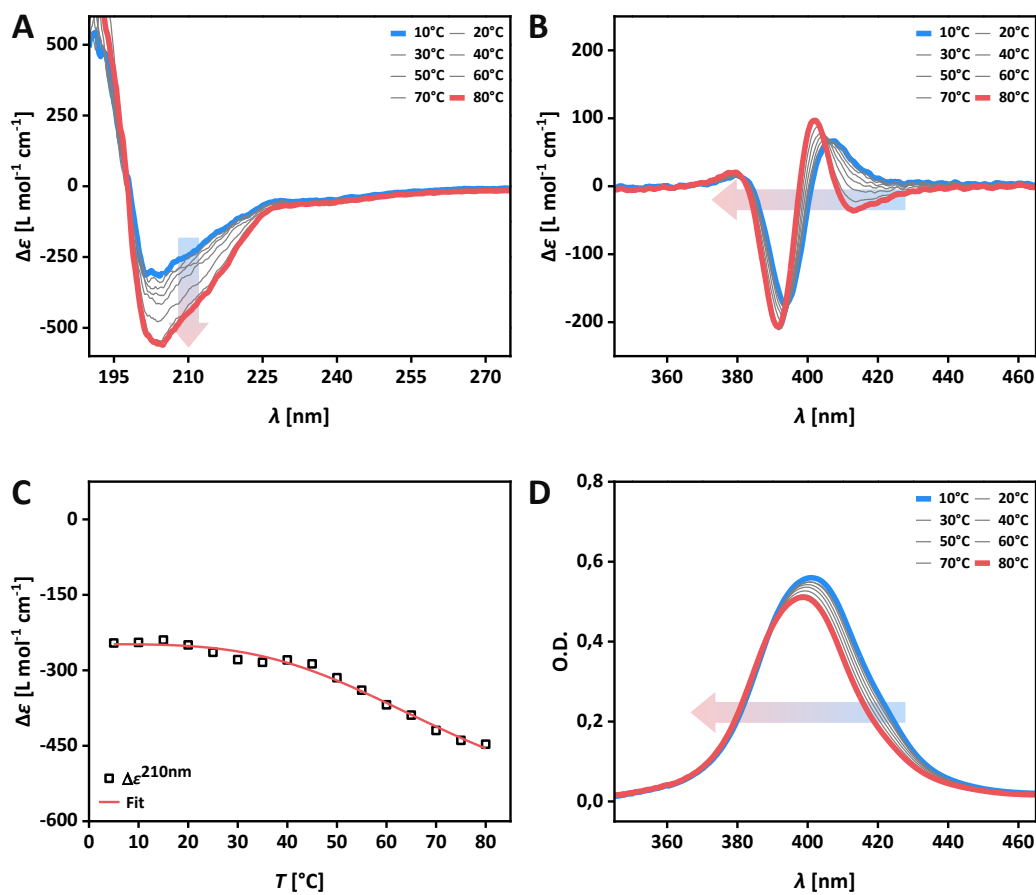 A
500
250
0
-250
-500
Δε [L mol⁻¹ cm⁻¹]
10°C 20°C
30°C 40°C
50°C 60°C
70°C 80°C
195 210 225 240 255 270
λ [nm]
B
200
100
0
-100
-200
Δε [L mol⁻¹ cm⁻¹]
10°C 20°C
30°C 40°C
50°C 60°C
70°C 80°C
360 380 400 420 440 460
λ [nm]
C
0
-150
-300
-450
-600
Δε [L mol⁻¹ cm⁻¹]
Δε²¹⁰ⁿᵐ
Fit
0 10 20 30 40 50 60 70 80
T [°C]
D
0,8
0,6
0,4
0,2
0,0
O.D.
10°C 20°C
30°C 40°C
50°C 60°C
70°C 80°C
360 380 400 420 440 460
λ [nm]